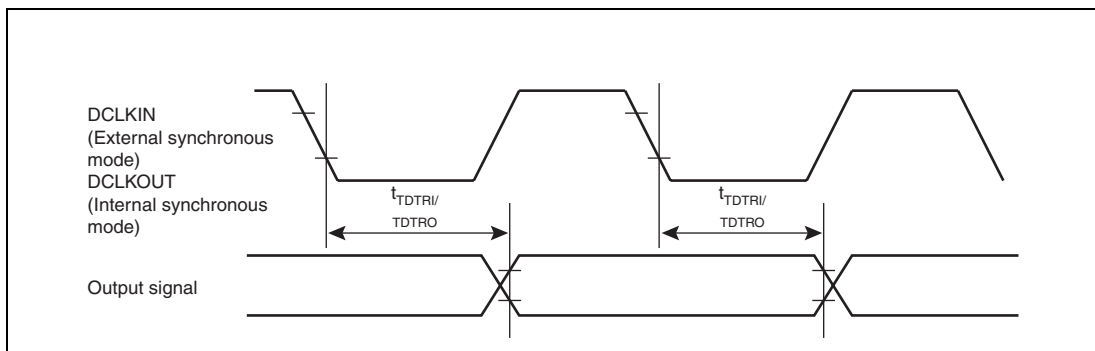 DCLKIN
(External synchronous
mode)
DCLKOUT
(Internal synchronous
mode)
tTDTRI/
TDTRO
tTDTRI/
TDTRO
Output signal